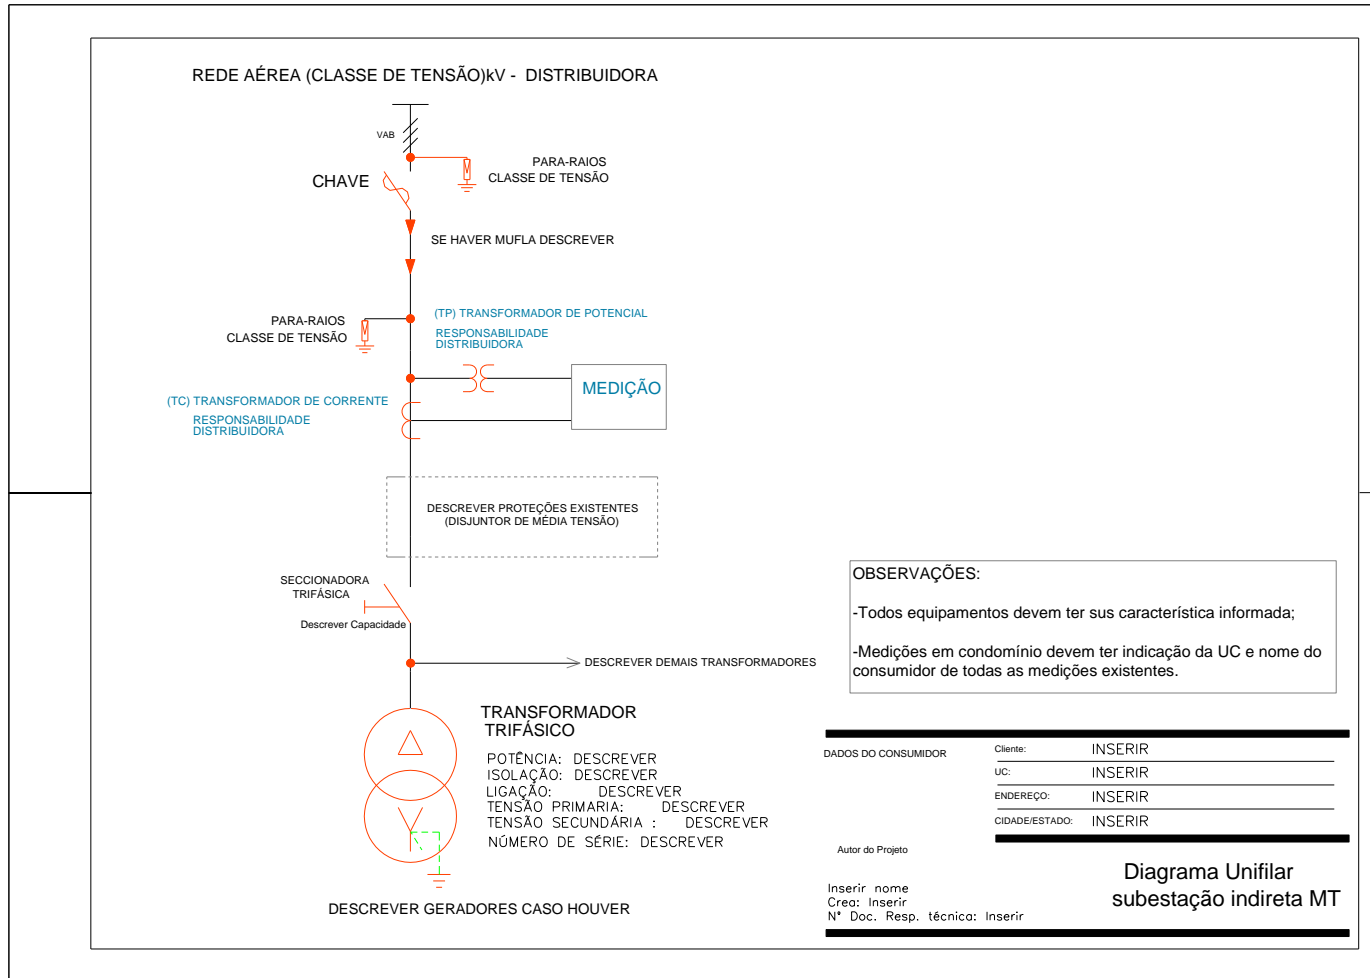 REDE AÉREA (CLASSE DE TENSÃO)kV - DISTRIBUIDORA
VAB
PARA-RAIOS
CLASSE DE TENSÃO
CHAVE
SE HAVER MUFLA DESCREVER
PARA-RAIOS
CLASSE DE TENSÃO
(TP) TRANSFORMADOR DE POTENCIAL
RESPONSABILIDADE
DISTRIBUIDORA
MEDIÇÃO
(TC) TRANSFORMADOR DE CORRENTE
RESPONSABILIDADE
DISTRIBUIDORA
DESCREVER PROTEÇÕES EXISTENTES
(DISJUNTOR DE MÉDIA TENSÃO)
SECCIONADORA
TRIFÁSICA
Descrever Capacidade
DESCREVER DEMAIS TRANSFORMADORES
TRANSFORMADOR
TRIFÁSICO
POTÊNCIA: DESCREVER
ISOLAÇÃO: DESCREVER
LIGAÇÃO: DESCREVER
TENSÃO PRIMARIA: DESCREVER
TENSÃO SECUNDÁRIA : DESCREVER
NÚMERO DE SÉRIE: DESCREVER
DESCREVER GERADORES CASO HOUVER
OBSERVAÇÕES:
-Todos equipamentos devem ter sus característica informada;
-Medições em condomínio devem ter indicação da UC e nome do
consumidor de todas as medições existentes.
DADOS DO CONSUMIDOR
Cliente: INSERIR
UC: INSERIR
ENDEREÇO: INSERIR
CIDADE/ESTADO: INSERIR
Autor do Projeto
Inserir nome
Crea: Inserir
N° Doc. Resp. técnica: Inserir
Diagrama Unifilar
subestação indireta MT